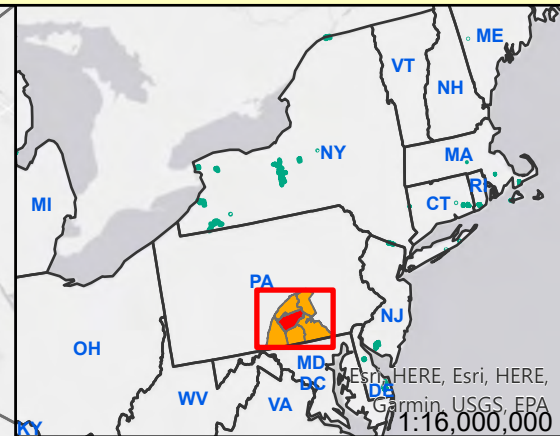 ME
VT
NH
NY
MA
RI
CT
MI
PA
NJ
OH
MD
DC
DE
WV
VA
KY
Esri, HERE, Esri, HERE,
Garmin, USGS, EPA
1:16,000,000